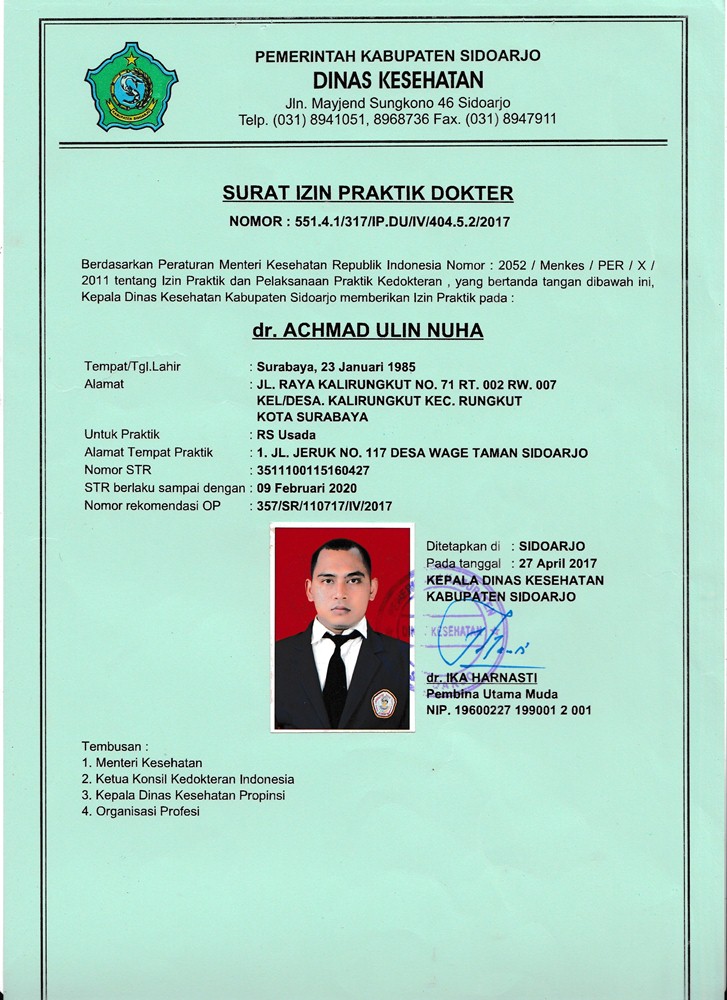 PEMERINTAH KABUPATEN SIDOARJO
DINAS KESEHATAN
Jln. Mayjend Sungkono 46 Sidoarjo
Telp. (031) 8941051, 8968736 Fax. (031) 8947911
SURAT IZIN PRAKTIK DOKTER
NOMOR : 551.4.1/317/IP.DU/IV/404.5.2/2017
Berdasarkan Peraturan Menteri Kesehatan Republik Indonesia Nomor : 2052 / Menkes / PER / X /
2011 tentang Izin Praktik dan Pelaksanaan Praktik Kedokteran , yang bertanda tangan dibawah ini,
Kepala Dinas Kesehatan Kabupaten Sidoarjo memberikan Izin Praktik pada :
dr. ACHMAD ULIN NUHA
Tempat/Tgl.Lahir : Surabaya, 23 Januari 1985
Alamat : JL. RAYA KALIRUNGKUT NO. 71 RT. 002 RW. 007
KEL/DESA. KALIRUNGKUT KEC. RUNGKUT
KOTA SURABAYA
Untuk Praktik : RS Usada
Alamat Tempat Praktik : 1. JL. JERUK NO. 117 DESA WAGE TAMAN SIDOARJO
Nomor STR : 3511100115160427
STR berlaku sampai dengan : 09 Februari 2020
Nomor rekomendasi OP : 357/SR/110717/IV/2017
Ditetapkan di : SIDOARJO
Pada tanggal : 27 April 2017
KEPALA DINAS KESEHATAN
KABUPATEN SIDOARJO
KESEHATAN
dr. IKA HARNASTI
Pembina Utama Muda
NIP. 19600227 199001 2 001
Tembusan :
1. Menteri Kesehatan
2. Ketua Konsil Kedokteran Indonesia
3. Kepala Dinas Kesehatan Propinsi
4. Organisasi Profesi